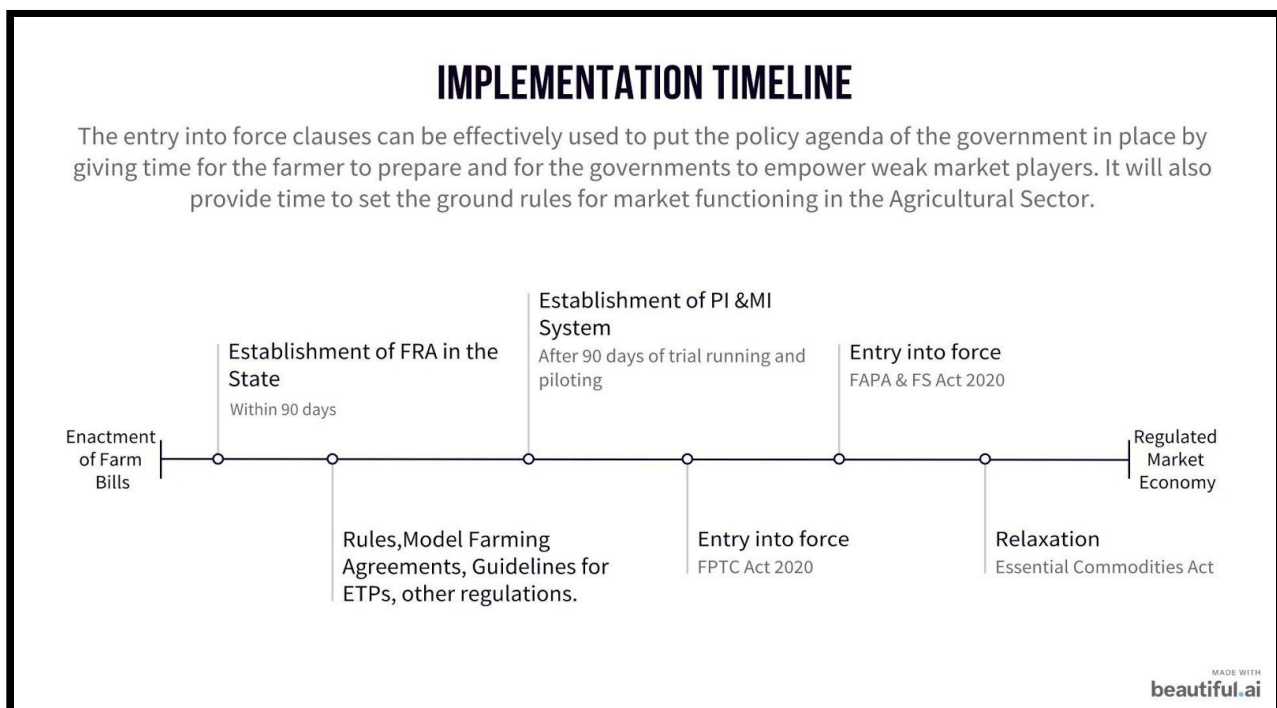 IMPLEMENTATION TIMELINE
The entry into force clauses can be effectively used to put the policy agenda of the government in place by
giving time for the farmer to prepare and for the governments to empower weak market players. It will also
provide time to set the ground rules for market functioning in the Agricultural Sector.
Enactment
of Farm
Bills
Establishment of FRA in the
State
Within 90 days
Rules,Model Farming
Agreements, Guidelines for
ETPs, other regulations.
Establishment of PI &MI
System
After 90 days of trial running and
piloting
Entry into force
FPTC Act 2020
Entry into force
FAPA & FS Act 2020
Relaxation
Essential Commodities Act
Regulated
Market
Economy
MADE WITH
beautiful.ai